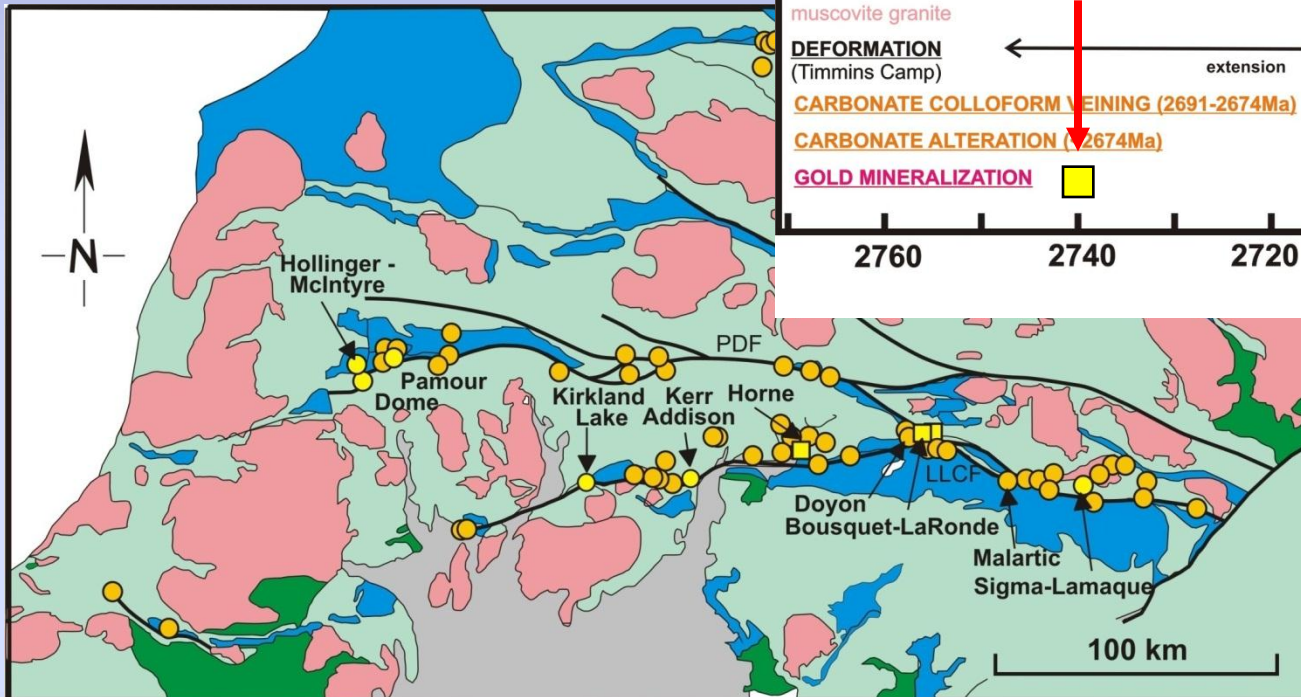 muscovite granite
DEFORMATION
(Timmins Camp)
extension
CARBONATE COLLOFORM VEINING (2691-2674Ma)
CARBONATE ALTERATION 2674Ma)
GOLD MINERALIZATION
2760
2740
2720
N
Hollinger -
McIntyre
PDF
Pamour
Dome
Kirkland
Lake
Kerr
Addison
Horne
LLCF
Doyon
Bousquet-LaRonde
Malartic
Sigma-Lamaque
100 km